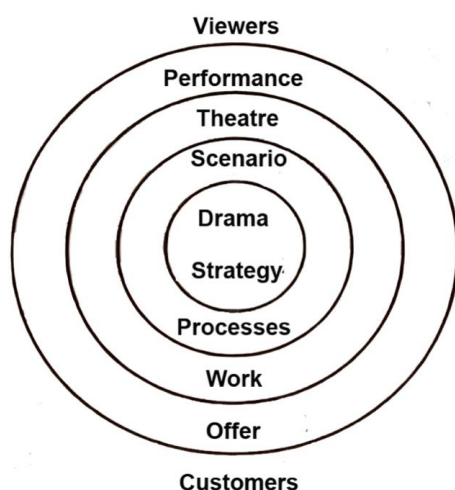 Viewers
Performance
Theatre
Scenario
Drama
Strategy
Processes
Work
Offer
Customers